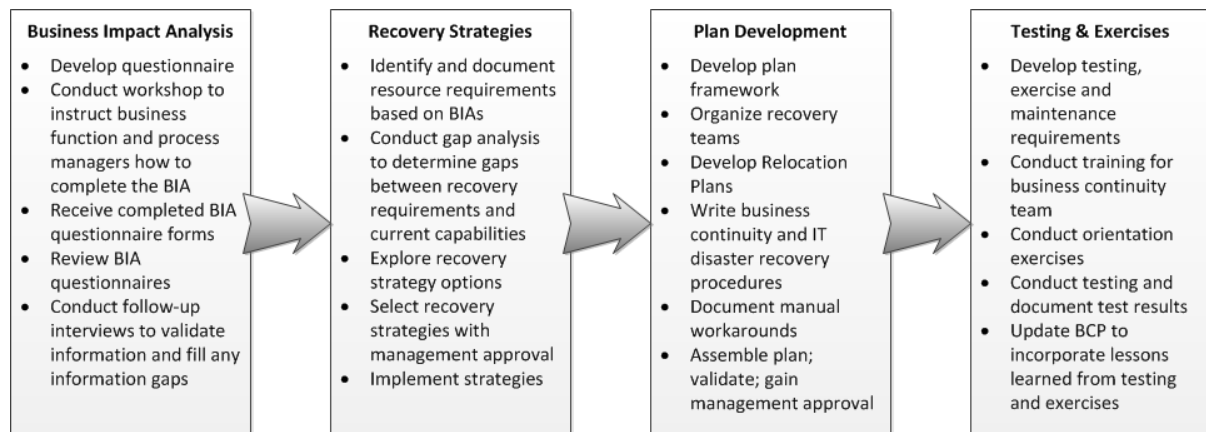 Business Impact Analysis
• Develop questionnaire
• Conduct workshop to
instruct business
function and process
managers how to
complete the BIA
• Receive completed BIA
questionnaire forms
• Review BIA
questionnaires
• Conduct follow-up
interviews to validate
information and fill any
information gaps
Recovery Strategies
• Identify and document
resource requirements
based on BIAs
• Conduct gap analysis
to determine gaps
between recovery
requirements and
current capabilities
• Explore recovery
strategy options
• Select recovery
strategies with
management approval
• Implement strategies
Plan Development
• Develop plan
framework
• Organize recovery
teams
• Develop Relocation
Plans
• Write business
continuity and IT
disaster recovery
procedures
• Document manual
workarounds
• Assemble plan;
validate; gain
management approval
Testing & Exercises
• Develop testing,
exercise and
maintenance
requirements
• Conduct training for
business continuity
team
• Conduct orientation
exercises
• Conduct testing and
document test results
• Update BCP to
incorporate lessons
learned from testing
and exercises